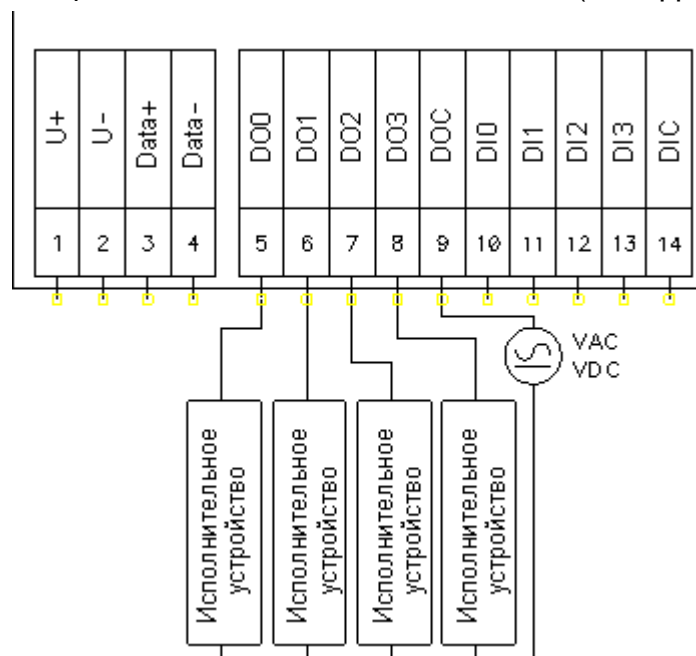 U+
U-
Data+
Data-
DO0
DO1
DO2
DO3
DOC
DI0
DI1
DI2
DI3
DIC
1
2
3
4
5
6
7
8
9
10
11
12
13
14
VAC
VDC
Исполнительное
устройство
Исполнительное
устройство
Исполнительное
устройство
Исполнительное
устройство